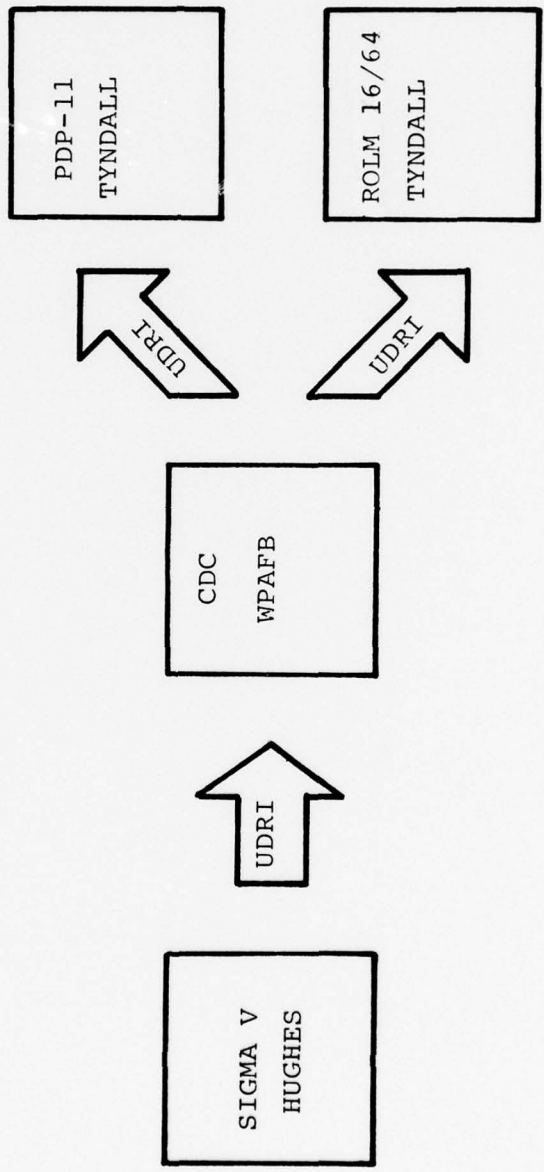 SIGMA V
HUGHES
UDRI
CDC
WPAFB
UDRI
PDP-11
TYNDALL
UDRI
ROLM 16/64
TYNDALL